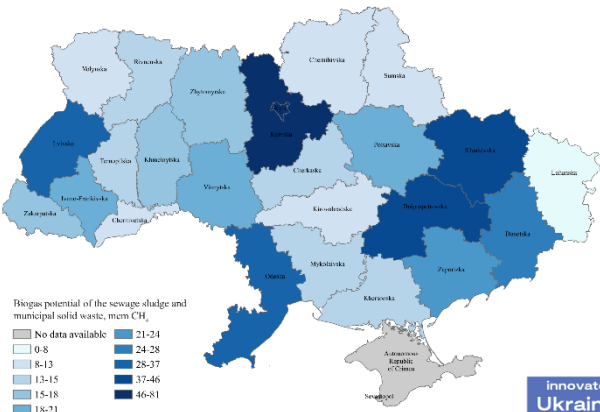 Volynska
Rivnenska
Zhytomyrska
Chernihivska
Sumska
Lvivska
Ternopilska
Khmelnytska
Kyivska
Poltavska
Kharkivska
Luhanska
Ivano-Frankivska
Vinnytska
Cherkaska
Zakarpatska
Chernivtsi
Kirovohradska
Dnipropetrovska
Donetska
Odeska
Mykolaivska
Zaporizka
Khersonska
Biogas potential of the sewage sludge and
municipal solid waste, mcm CH4
No data available
0-8
8-13
13-15
15-18
18-21
21-24
24-28
28-37
37-46
46-81
Autonomous
Republic
of Crimea
Sevastopol
innovate
Ukraine